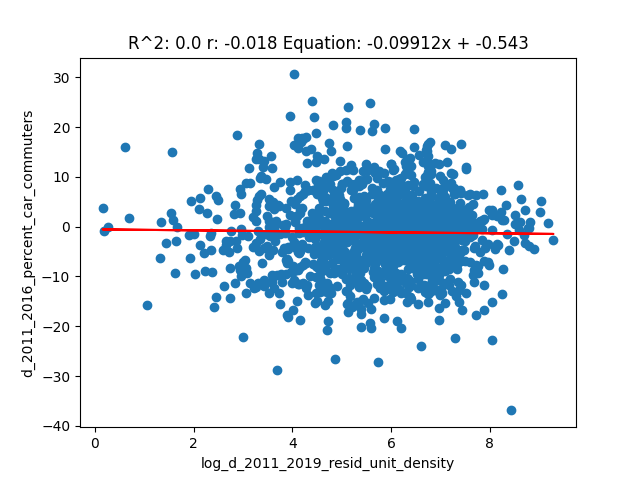 R^2: 0.0 r: -0.018 Equation: -0.09912x + -0.543
30
20
10
0
−10
−20
−30
−40
d_2011_2016_percent_car_commuters
0 2 4 6 8
log_d_2011_2019_resid_unit_density